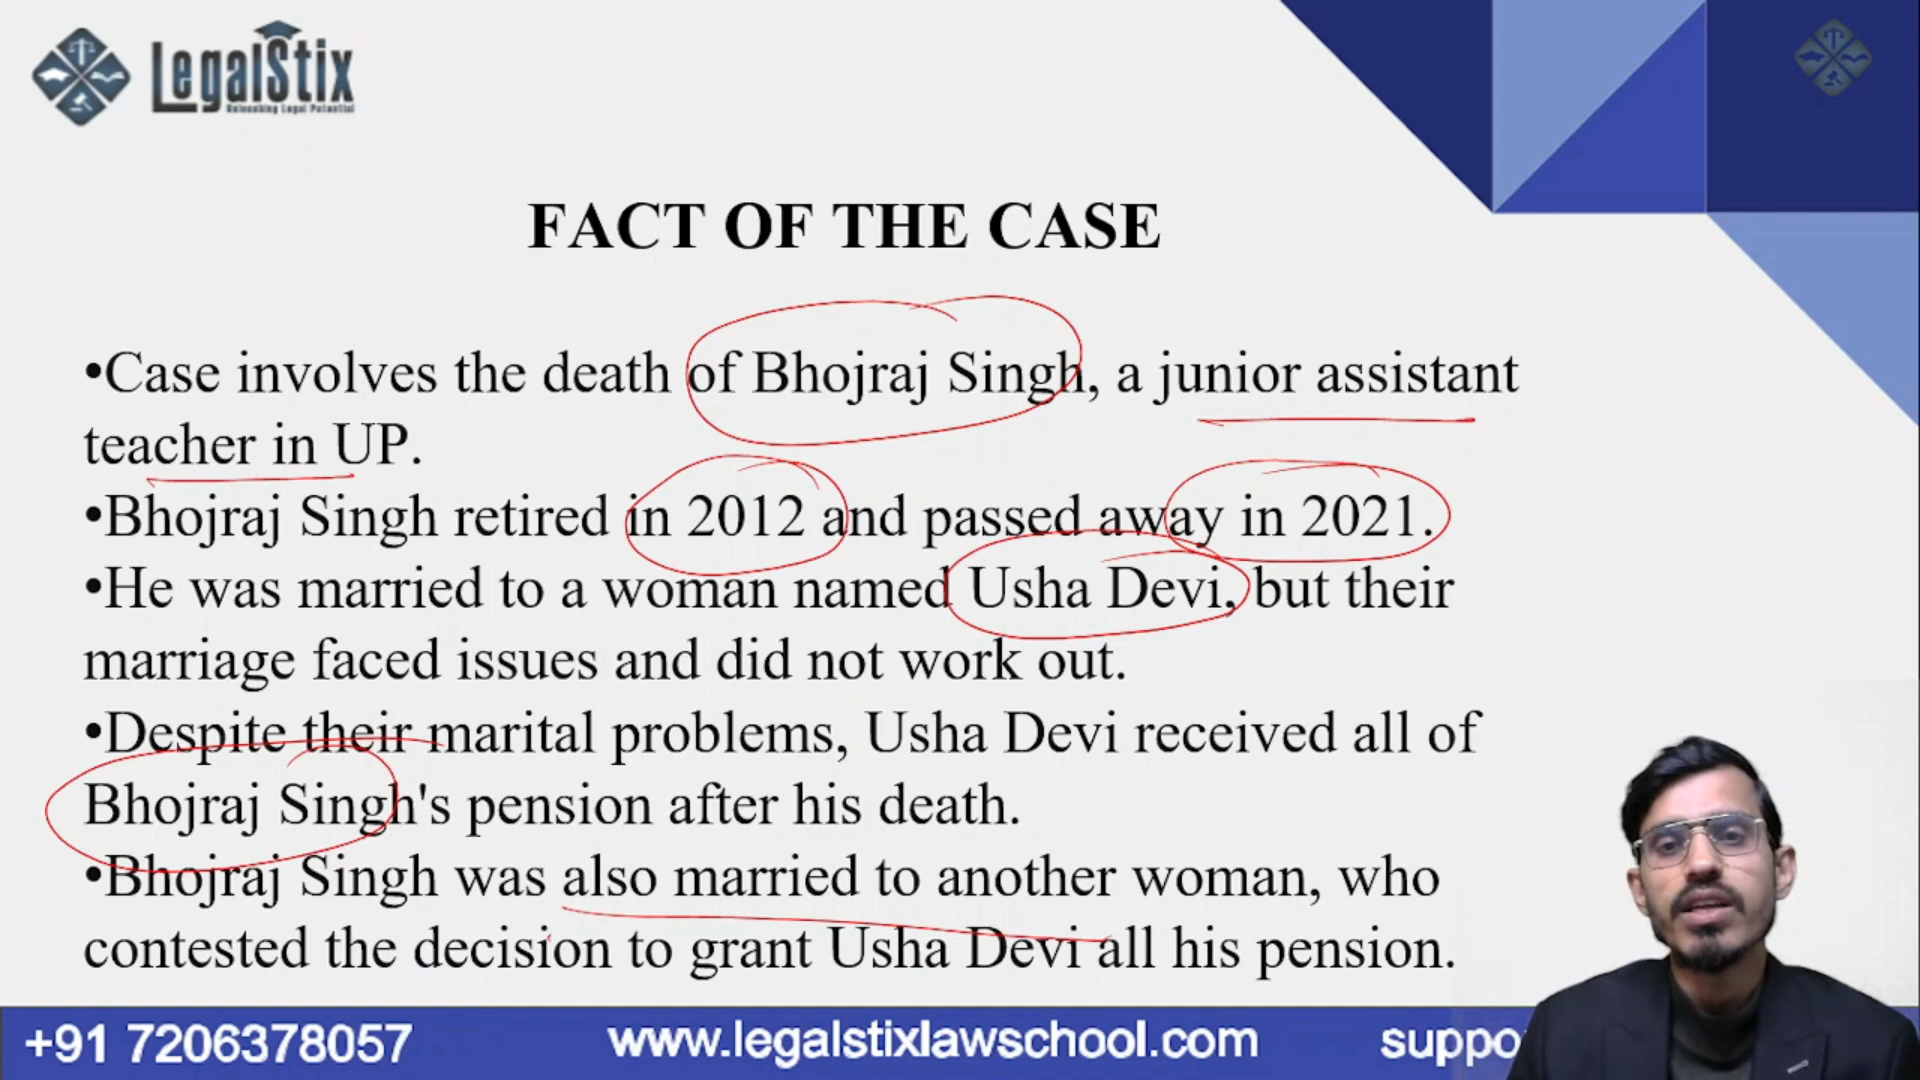 LegalStix
Unleashing Legal Potential
FACT OF THE CASE
•Case involves the death of Bhojraj Singh, a junior assistant
teacher in UP.
•Bhojraj Singh retired in 2012 and passed away in 2021.
•He was married to a woman named Usha Devi, but their
marriage faced issues and did not work out.
•Despite their marital problems, Usha Devi received all of
Bhojraj Singh's pension after his death.
•Bhojraj Singh was also married to another woman, who
contested the decision to grant Usha Devi all his pension.
+91 7206378057 www.legalstixlawschool.com suppo